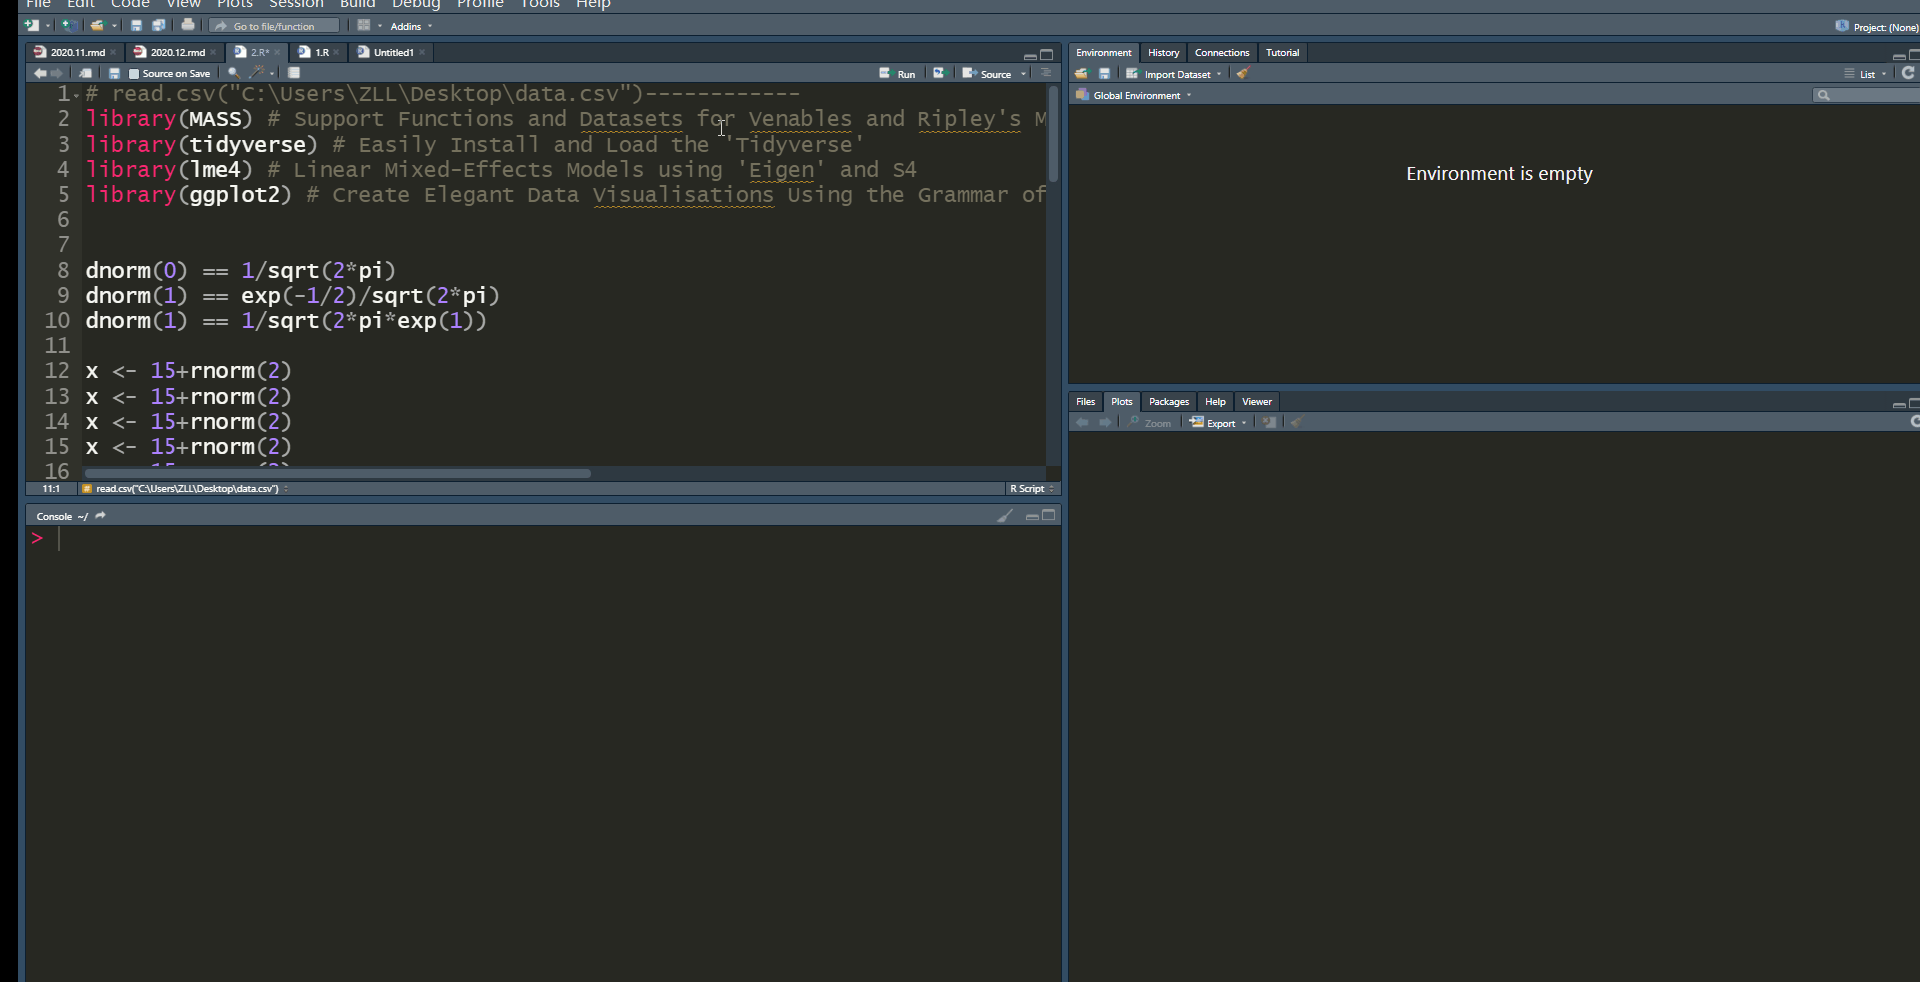 File Edit Code View Plots Session Build Debug Profile Tools Help
Go to file/function Addins Project: (None)
2020.11.rmd 2020.12.rmd 2.R* 1.R Untitled1
Source on Save Run Source
1 # read.csv("C:\Users\ZLL\Desktop\data.csv")------------
2 library(MASS) # Support Functions and Datasets for Venables and Ripley's M
3 library(tidyverse) # Easily Install and Load the 'Tidyverse'
4 library(lme4) # Linear Mixed-Effects Models using 'Eigen' and S4
5 library(ggplot2) # Create Elegant Data Visualisations Using the Grammar of
6
7
8 dnorm(0) == 1/sqrt(2*pi)
9 dnorm(1) == exp(-1/2)/sqrt(2*pi)
10 dnorm(1) == 1/sqrt(2*pi*exp(1))
11
12 x <- 15+rnorm(2)
13 x <- 15+rnorm(2)
14 x <- 15+rnorm(2)
15 x <- 15+rnorm(2)
16
11:1 # read.csv("C:\Users\ZLL\Desktop\data.csv") R Script
Console ~/
>
Environment History Connections Tutorial
Import Dataset List
Global Environment
Environment is empty
Files Plots Packages Help Viewer
Zoom Export